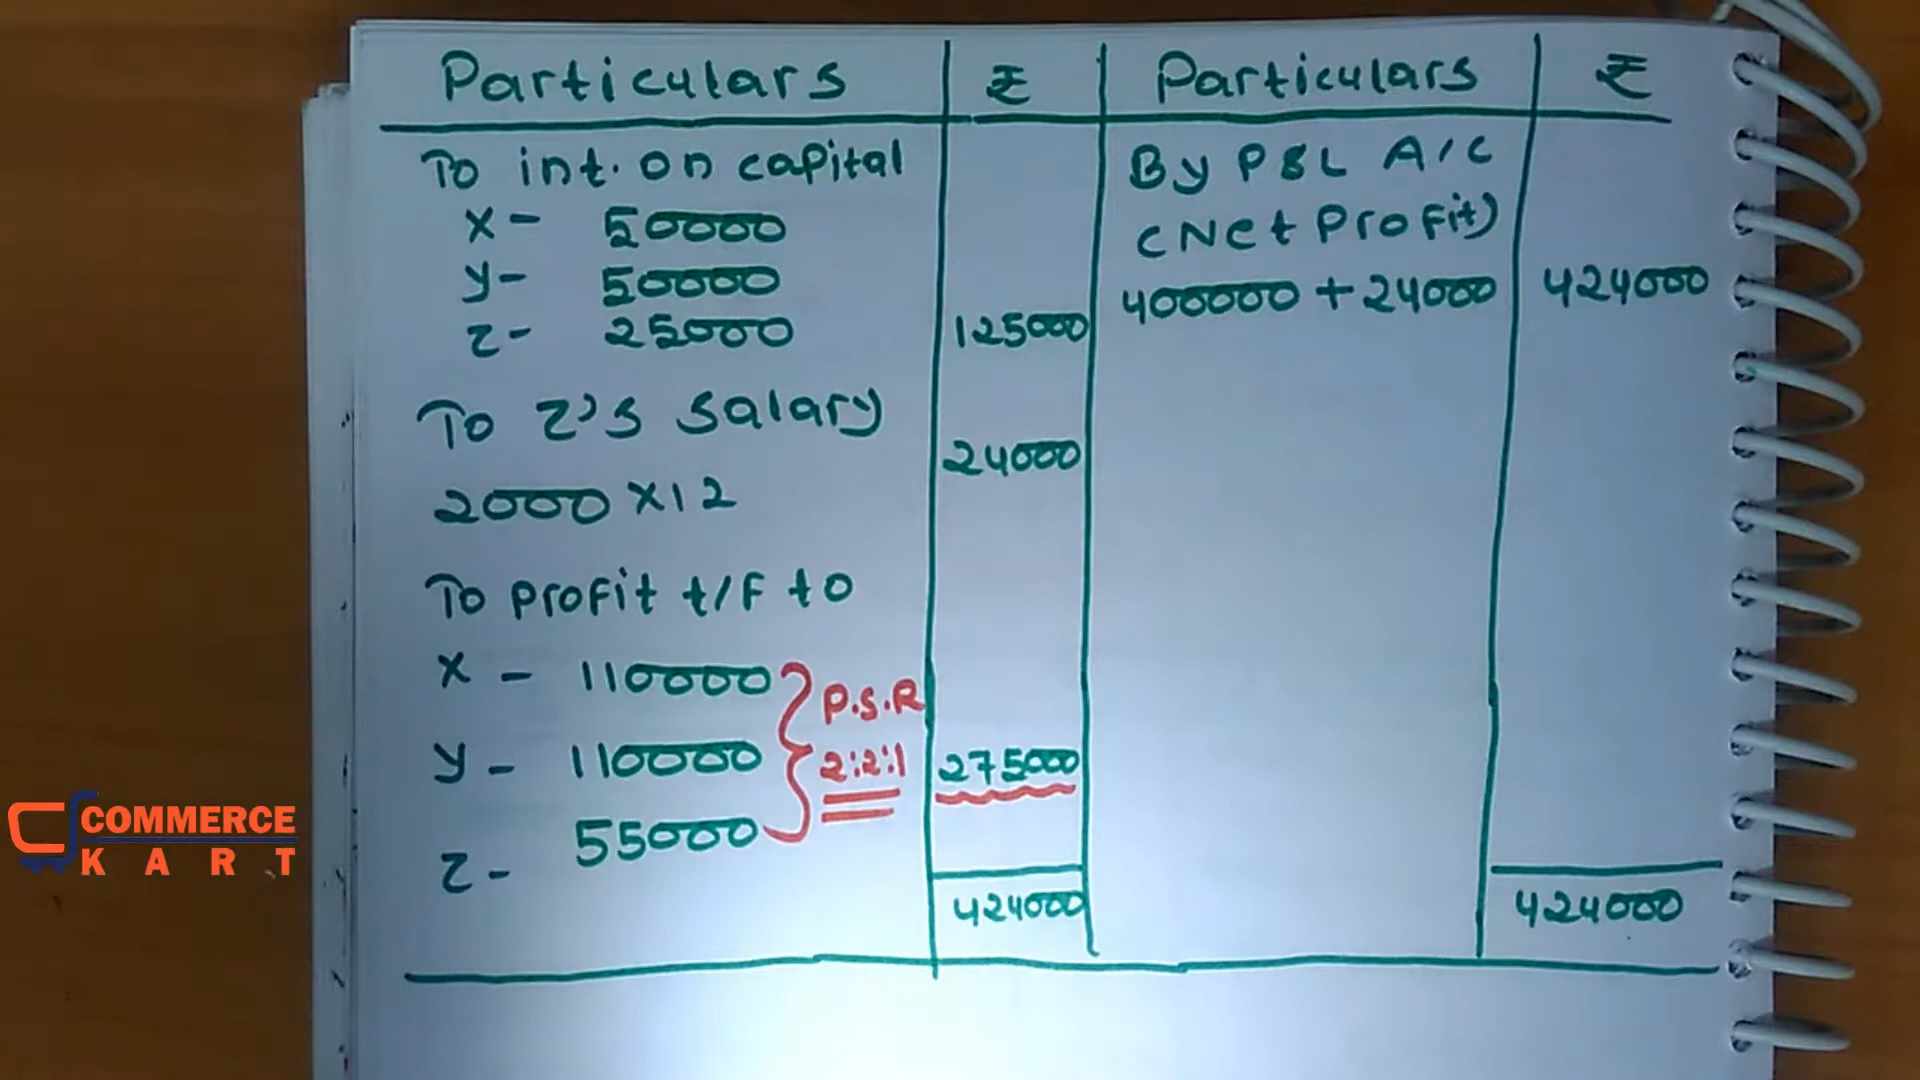 Particulars ₹ Particulars ₹
To int. on capital By P&L A/C
X - 50000 (Net Profit)
Y - 50000 400000 + 24000 424000
Z - 25000 125000
To Z's salary
24000
2000 X12
To Profit t/F to
X - 110000 P.S.R
Y - 110000 2:2:1 275000
Z - 55000
424000 424000
COMMERCE
KART